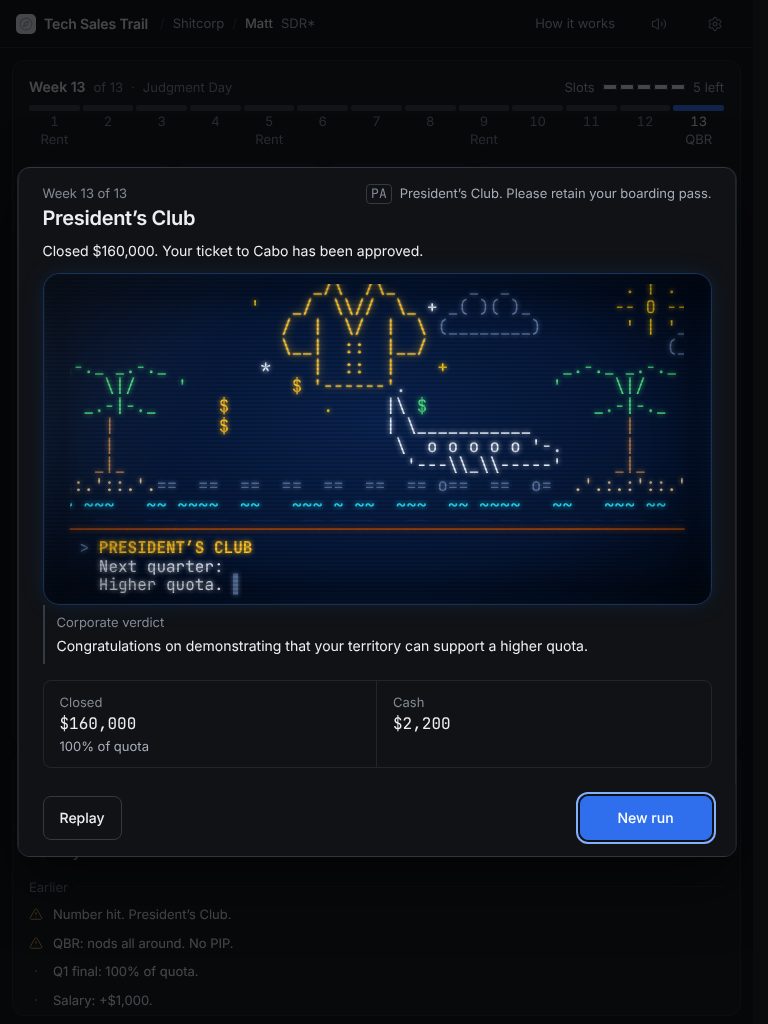 Tech Sales Trail / Shitcorp / Matt SDR*
How it works
Week 13 of 13 · Judgment Day
Slots 5 left
1 2 3 4 5 6 7 8 9 10 11 12 13
Rent Rent Rent QBR
Week 13 of 13
PA President’s Club. Please retain your boarding pass.
President’s Club
Closed $160,000. Your ticket to Cabo has been approved.
> PRESIDENT’S CLUB
Next quarter:
Higher quota.
Corporate verdict
Congratulations on demonstrating that your territory can support a higher quota.
Closed
$160,000
100% of quota
Cash
$2,200
Replay
New run
Earlier
Number hit. President’s Club.
QBR: nods all around. No PIP.
· Q1 final: 100% of quota.
· Salary: +$1,000.